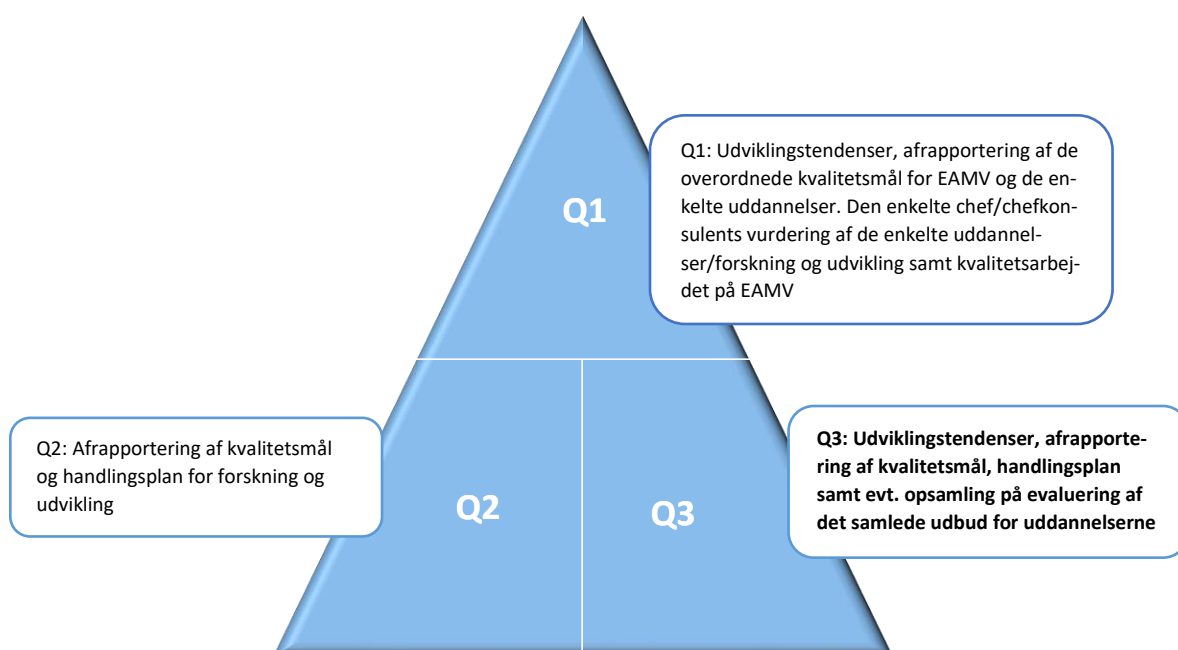 Q1
Q1: Udviklingstendenser, afrapportering af de
overordnede kvalitetsmål for EAMV og de en-
kelte uddannelser. Den enkelte chef/chefkon-
sulents vurdering af de enkelte uddannel-
ser/forskning og udvikling samt kvalitetsarbej-
det på EAMV
Q2: Afrapportering af kvalitetsmål
og handlingsplan for forskning og
udvikling
Q2
Q3
Q3: Udviklingstendenser, afrapporte-
ring af kvalitetsmål, handlingsplan
samt evt. opsamling på evaluering af
det samlede udbud for uddannelserne